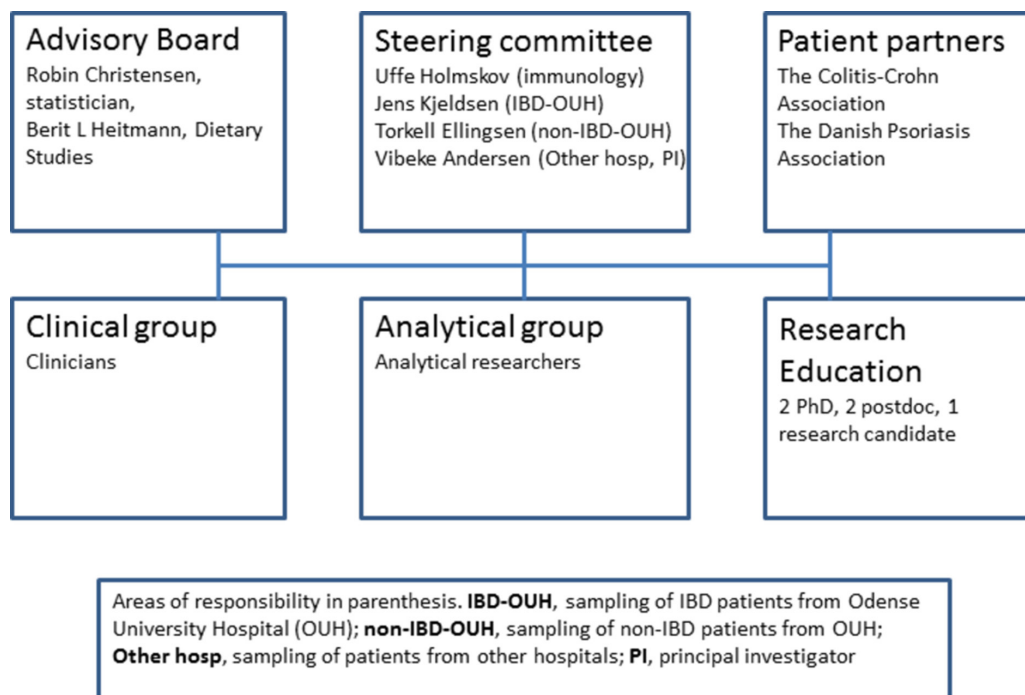 Advisory Board
Robin Christensen,
statistician,
Berit L Heitmann, Dietary
Studies
Steering committee
Uffe Holmskov (immunology)
Jens Kjeldsen (IBD-OUH)
Torkell Ellingsen (non-IBD-OUH)
Vibeke Andersen (Other hosp, PI)
Patient partners
The Colitis-Crohn
Association
The Danish Psoriasis
Association
Clinical group
Clinicians
Analytical group
Analytical researchers
Research
Education
2 PhD, 2 postdoc, 1
research candidate
Areas of responsibility in parenthesis. IBD-OUH, sampling of IBD patients from Odense
University Hospital (OUH); non-IBD-OUH, sampling of non-IBD patients from OUH;
Other hosp, sampling of patients from other hospitals; PI, principal investigator